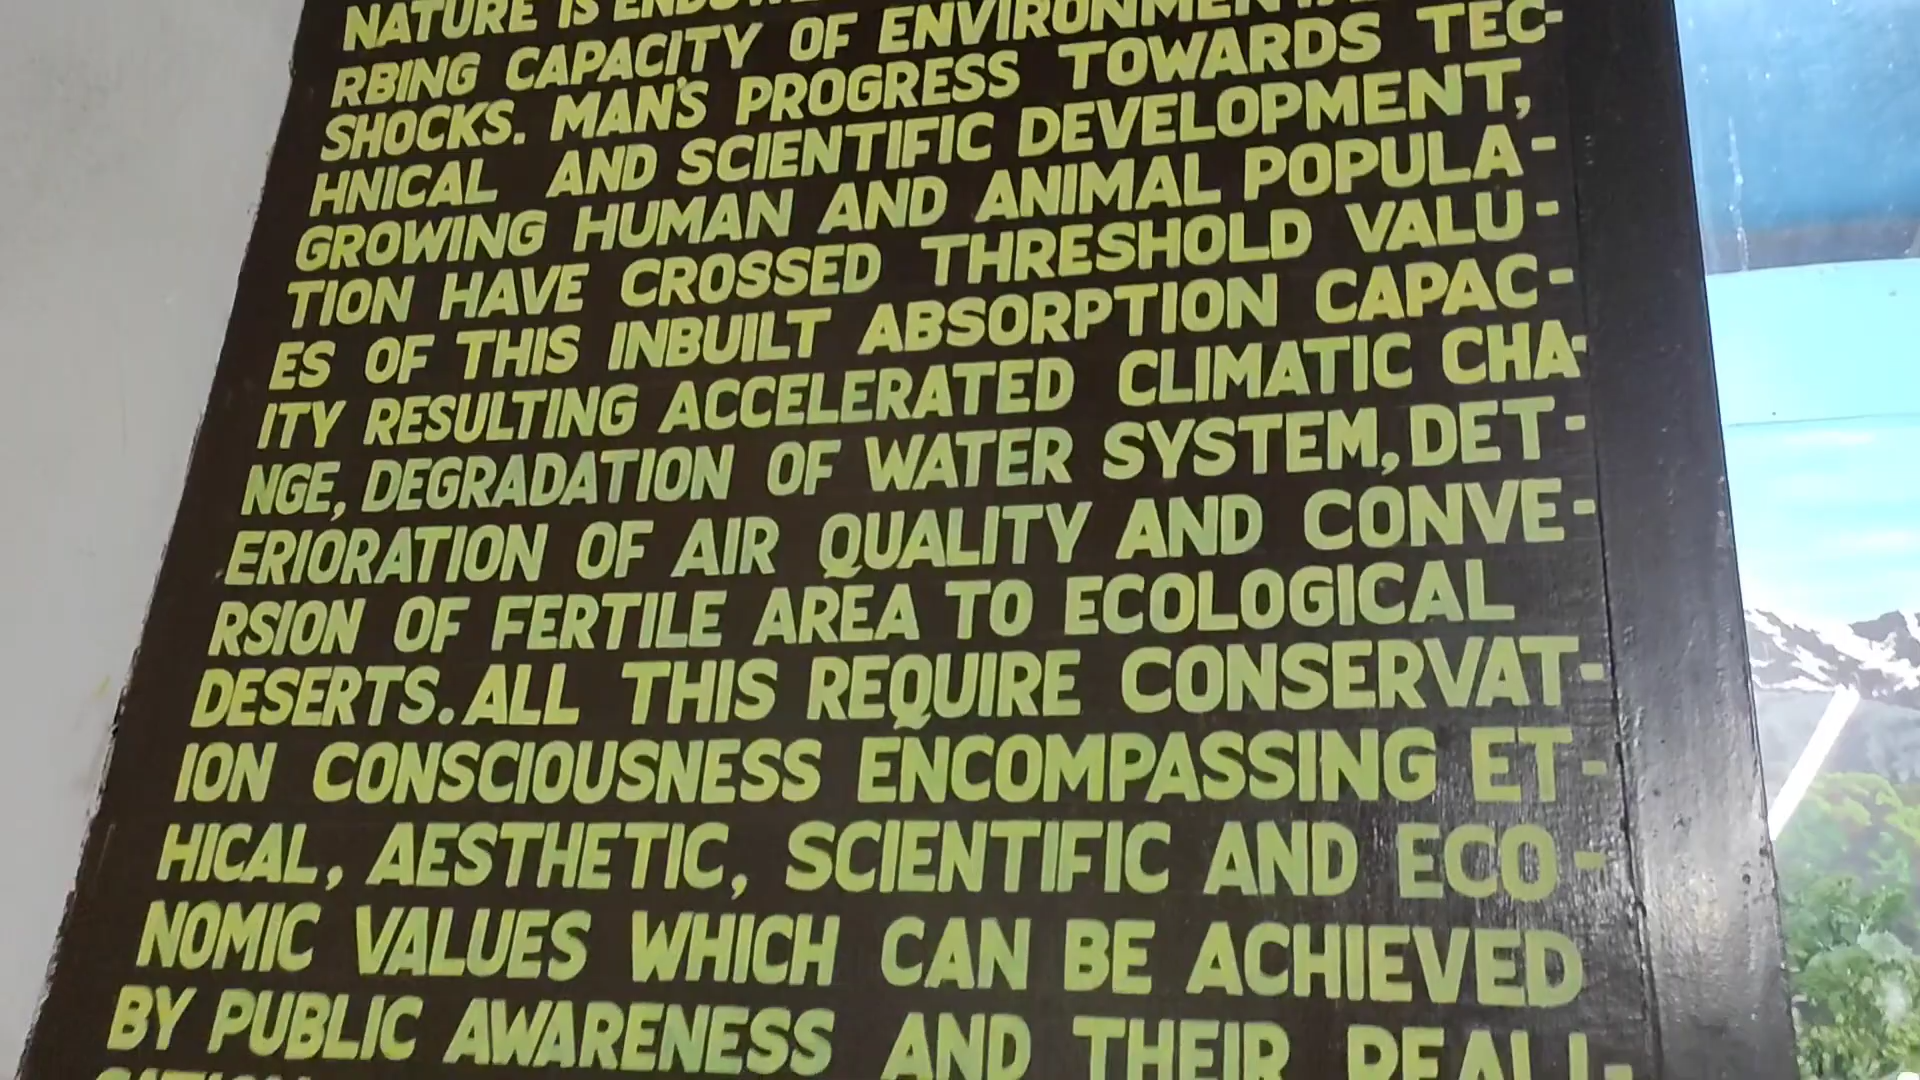 NATURE IS
RBING CAPACITY OF ENVIRONMENTAL
SHOCKS. MAN'S PROGRESS TOWARDS TEC-
HNICAL AND SCIENTIFIC DEVELOPMENT,
GROWING HUMAN AND ANIMAL POPULA-
TION HAVE CROSSED THRESHOLD VALU-
ES OF THIS INBUILT ABSORPTION CAPAC-
ITY RESULTING ACCELERATED CLIMATIC CHA-
NGE, DEGRADATION OF WATER SYSTEM, DET-
ERIORATION OF AIR QUALITY AND CONVE-
RSION OF FERTILE AREA TO ECOLOGICAL
DESERTS. ALL THIS REQUIRE CONSERVAT-
ION CONSCIOUSNESS ENCOMPASSING ET-
HICAL, AESTHETIC, SCIENTIFIC AND ECO-
NOMIC VALUES WHICH CAN BE ACHIEVED
BY PUBLIC AWARENESS AND THEIR REALI-